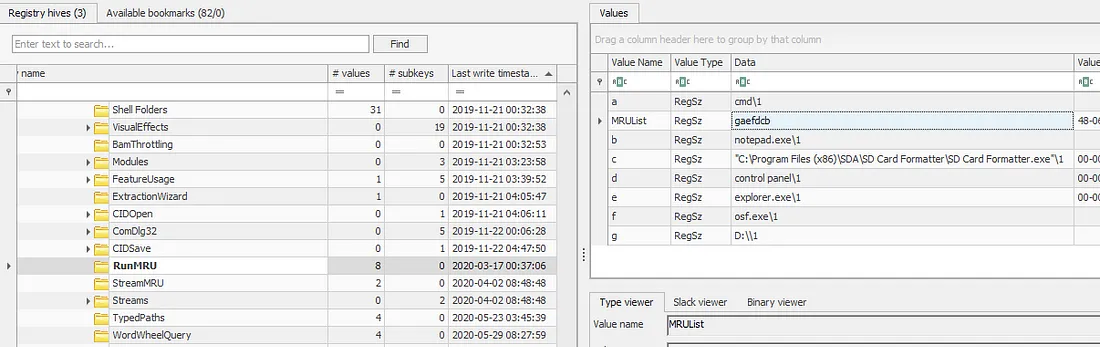 Registry hives (3) Available bookmarks (82/0)
Enter text to search... Find
name # values # subkeys Last write timesta...
= = =
Shell Folders 31 0 2019-11-21 00:32:38
VisualEffects 0 19 2019-11-21 00:32:38
BamThrottling 0 0 2019-11-21 00:32:53
Modules 0 3 2019-11-21 03:23:58
FeatureUsage 1 5 2019-11-21 03:39:52
ExtractionWizard 1 0 2019-11-21 04:05:47
CIDOpen 0 1 2019-11-21 04:06:11
ComDlg32 0 5 2019-11-22 00:06:28
CIDSave 0 1 2019-11-22 04:47:50
RunMRU 8 0 2020-03-17 00:37:06
StreamMRU 2 0 2020-04-02 08:48:48
Streams 0 2 2020-04-02 08:48:48
TypedPaths 4 0 2020-05-23 03:45:39
WordWheelQuery 4 0 2020-05-29 08:27:59
Values
Drag a column header here to group by that column
Value Name Value Type Data Value
a RegSz cmd\1
MRUList RegSz gaefdcb 48-06
b RegSz notepad.exe\1
c RegSz "C:\Program Files (x86)\SDA\SD Card Formatter\SD Card Formatter.exe"\1 00-00
d RegSz control panel\1 00-00
e RegSz explorer.exe\1 00-00
f RegSz osf.exe\1
g RegSz D:\\1
Type viewer Slack viewer Binary viewer
Value name MRUList